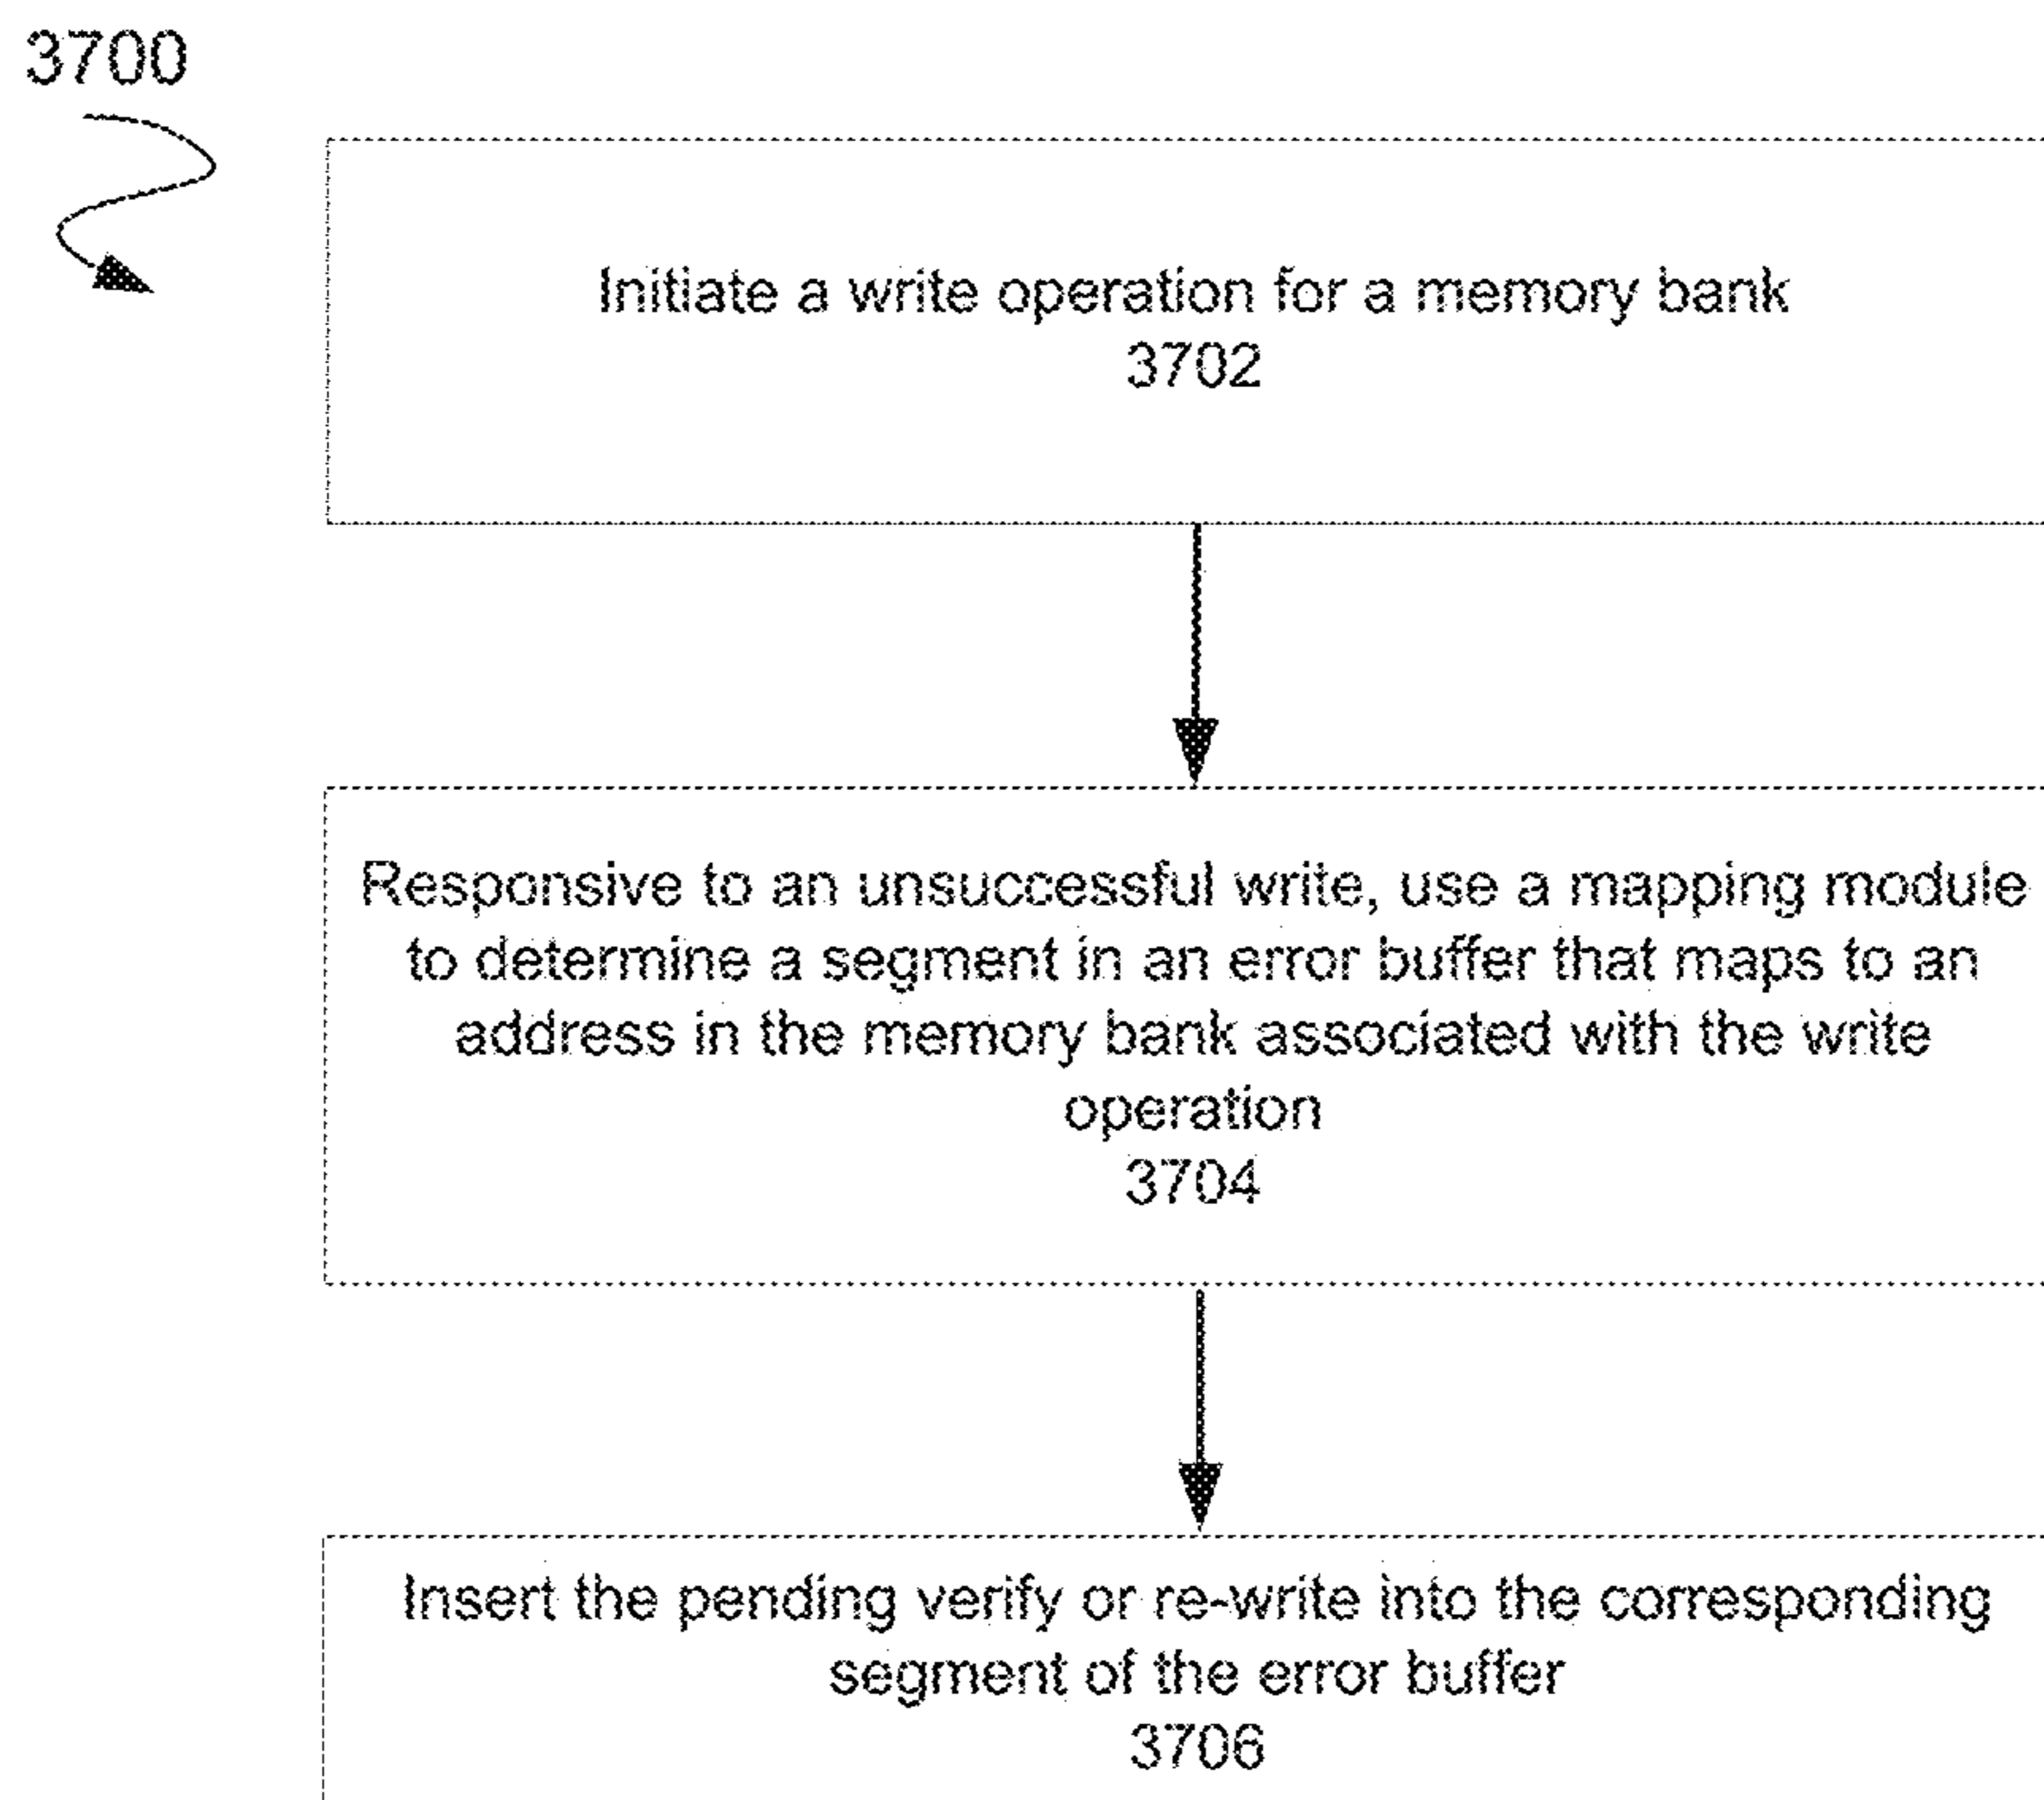 3700
Initiate a write operation for a memory bank
3702
Responsive to an unsuccessful write, use a mapping module
to determine a segment in an error buffer that maps to an
address in the memory bank associated with the write
operation
3704
Insert the pending verify or re-write into the corresponding
segment of the error buffer
3706